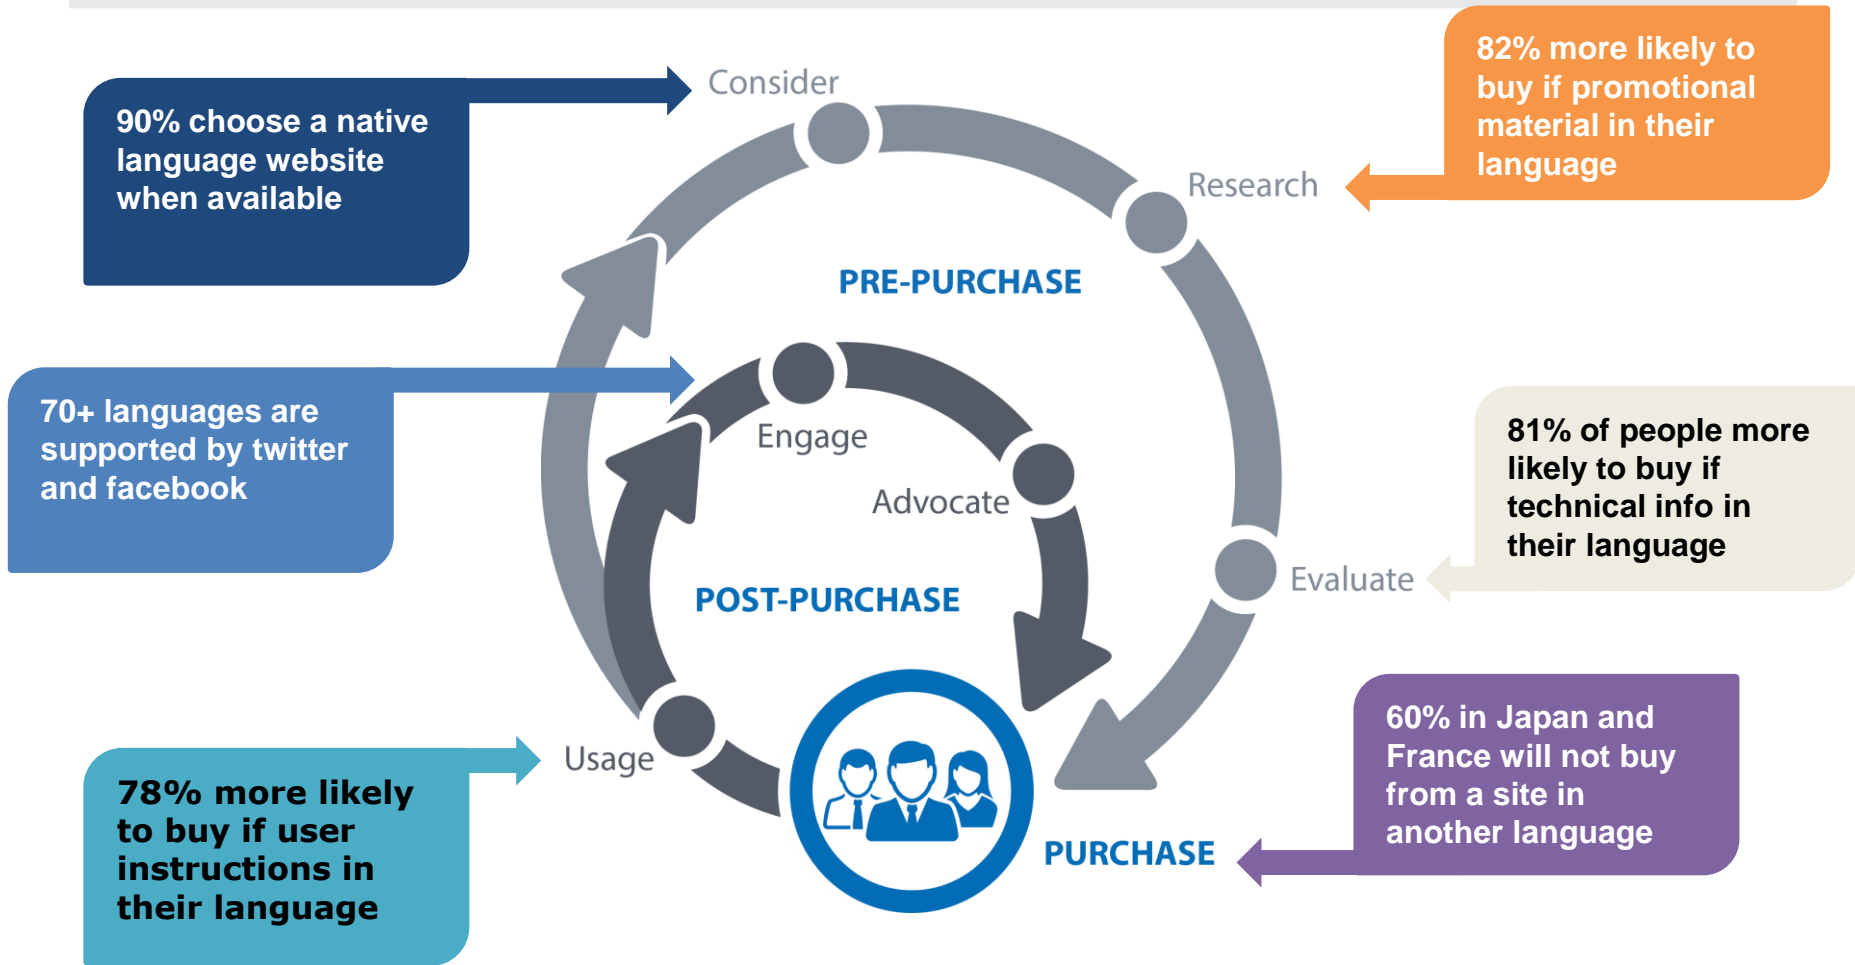 90% choose a native
language website
when available
Consider
82% more likely to
buy if promotional
material in their
language
Research
PRE-PURCHASE
70+ languages are
supported by twitter
and facebook
Engage
Advocate
81% of people more
likely to buy if
technical info in
their language
Evaluate
POST-PURCHASE
Usage
78% more likely
to buy if user
instructions in
their language
60% in Japan and
France will not buy
from a site in
another language
PURCHASE